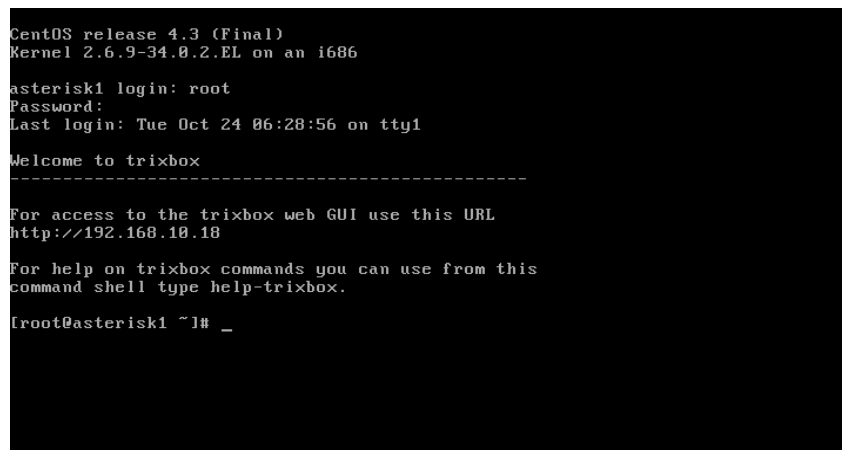 CentOS release 4.3 (Final)
Kernel 2.6.9-34.0.2.EL on an i686
asterisk1 login: root
Password:
Last login: Tue Oct 24 06:28:56 on tty1
Welcome to trixbox
-------------------------------------------------
For access to the trixbox web GUI use this URL
http://192.168.10.18
For help on trixbox commands you can use from this
command shell type help-trixbox.
[root@asterisk1 ~]# _